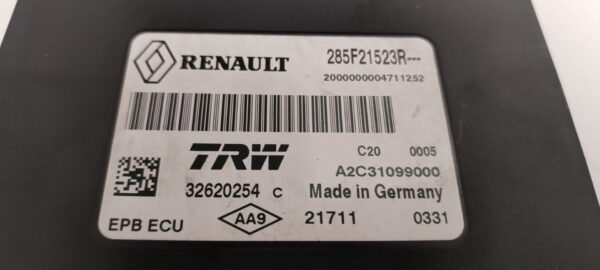 RENAULT 285F21523R---
2000000004711252
TRW C20 0005
A2C31099000
32620254 C Made in Germany
EPB ECU AA9 21711 0331